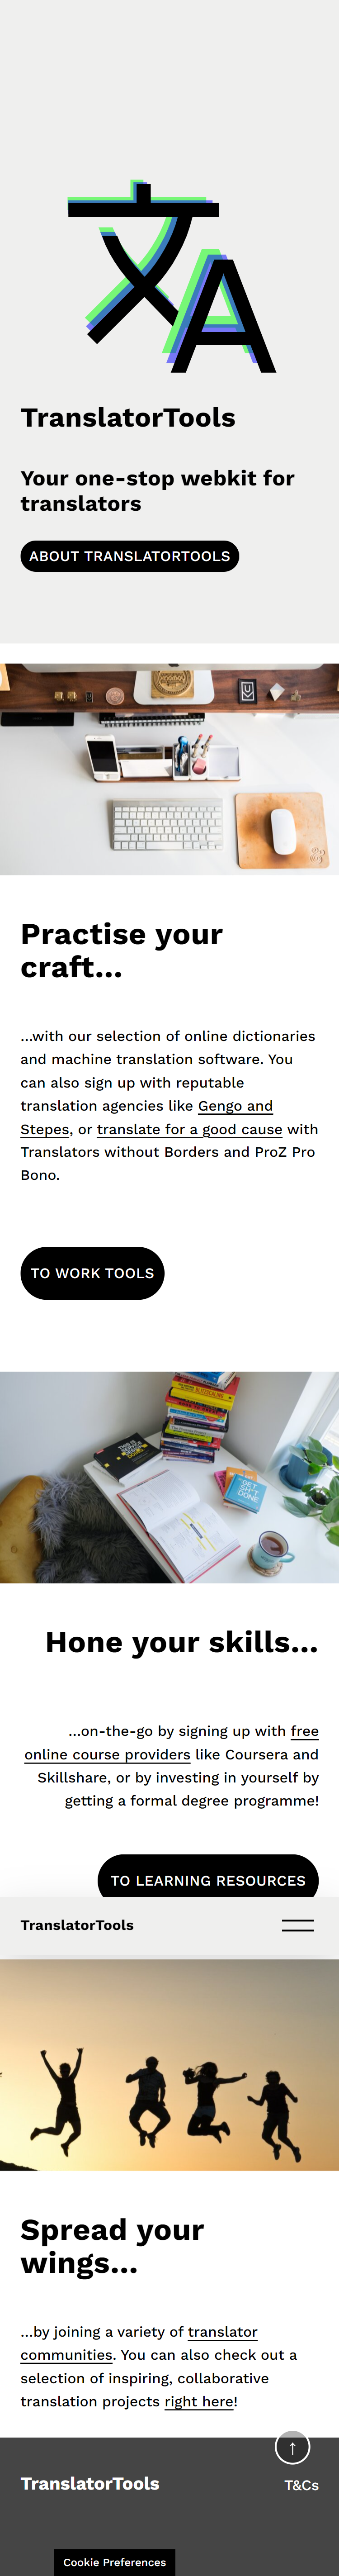 文A
TranslatorTools
Your one-stop webkit for
translators
ABOUT TRANSLATORTOOLS
Practise your
craft...
...with our selection of online dictionaries
and machine translation software. You
can also sign up with reputable
translation agencies like Gengo and
Stepes, or translate for a good cause with
Translators without Borders and ProZ Pro
Bono.
TO WORK TOOLS
GET
SH*T
DONE
Hone your skills...
...on-the-go by signing up with free
online course providers like Coursera and
Skillshare, or by investing in yourself by
getting a formal degree programme!
TO LEARNING RESOURCES
TranslatorTools
Spread your
wings...
...by joining a variety of translator
communities. You can also check out a
selection of inspiring, collaborative
translation projects right here!
↑
TranslatorTools
T&Cs
Cookie Preferences